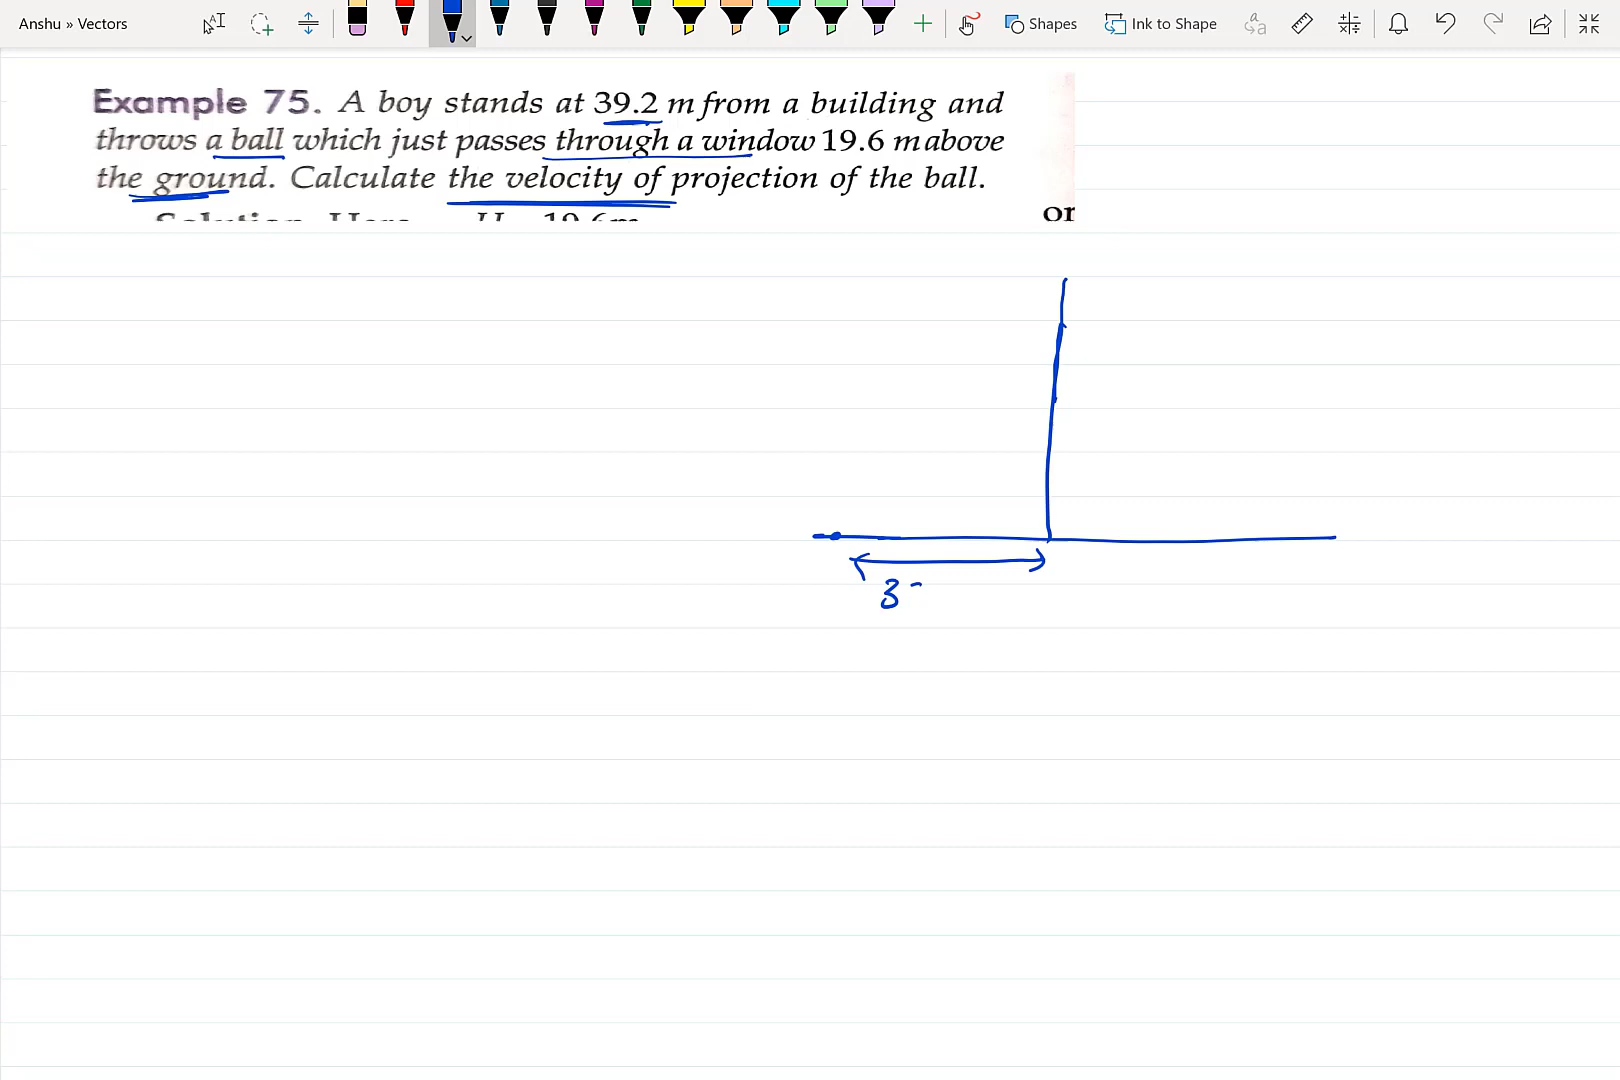 Anshu » Vectors
Shapes
Ink to Shape
Example 75. A boy stands at 39.2 m from a building and
throws a ball which just passes through a window 19.6 m above
the ground. Calculate the velocity of projection of the ball.
or
3